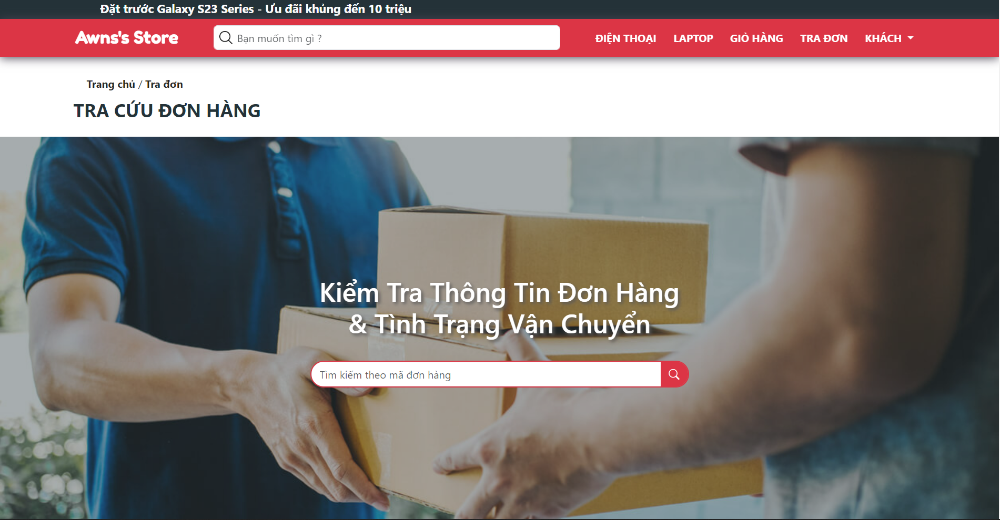 Đặt trước Galaxy S23 Series - Ưu đãi khủng đến 10 triệu
Awns's Store
Bạn muốn tìm gì ?
ĐIỆN THOẠI
LAPTOP
GIỎ HÀNG
TRA ĐƠN
KHÁCH
Trang chủ / Tra đơn
TRA CỨU ĐƠN HÀNG
Kiểm Tra Thông Tin Đơn Hàng
& Tình Trạng Vận Chuyển
Tìm kiếm theo mã đơn hàng